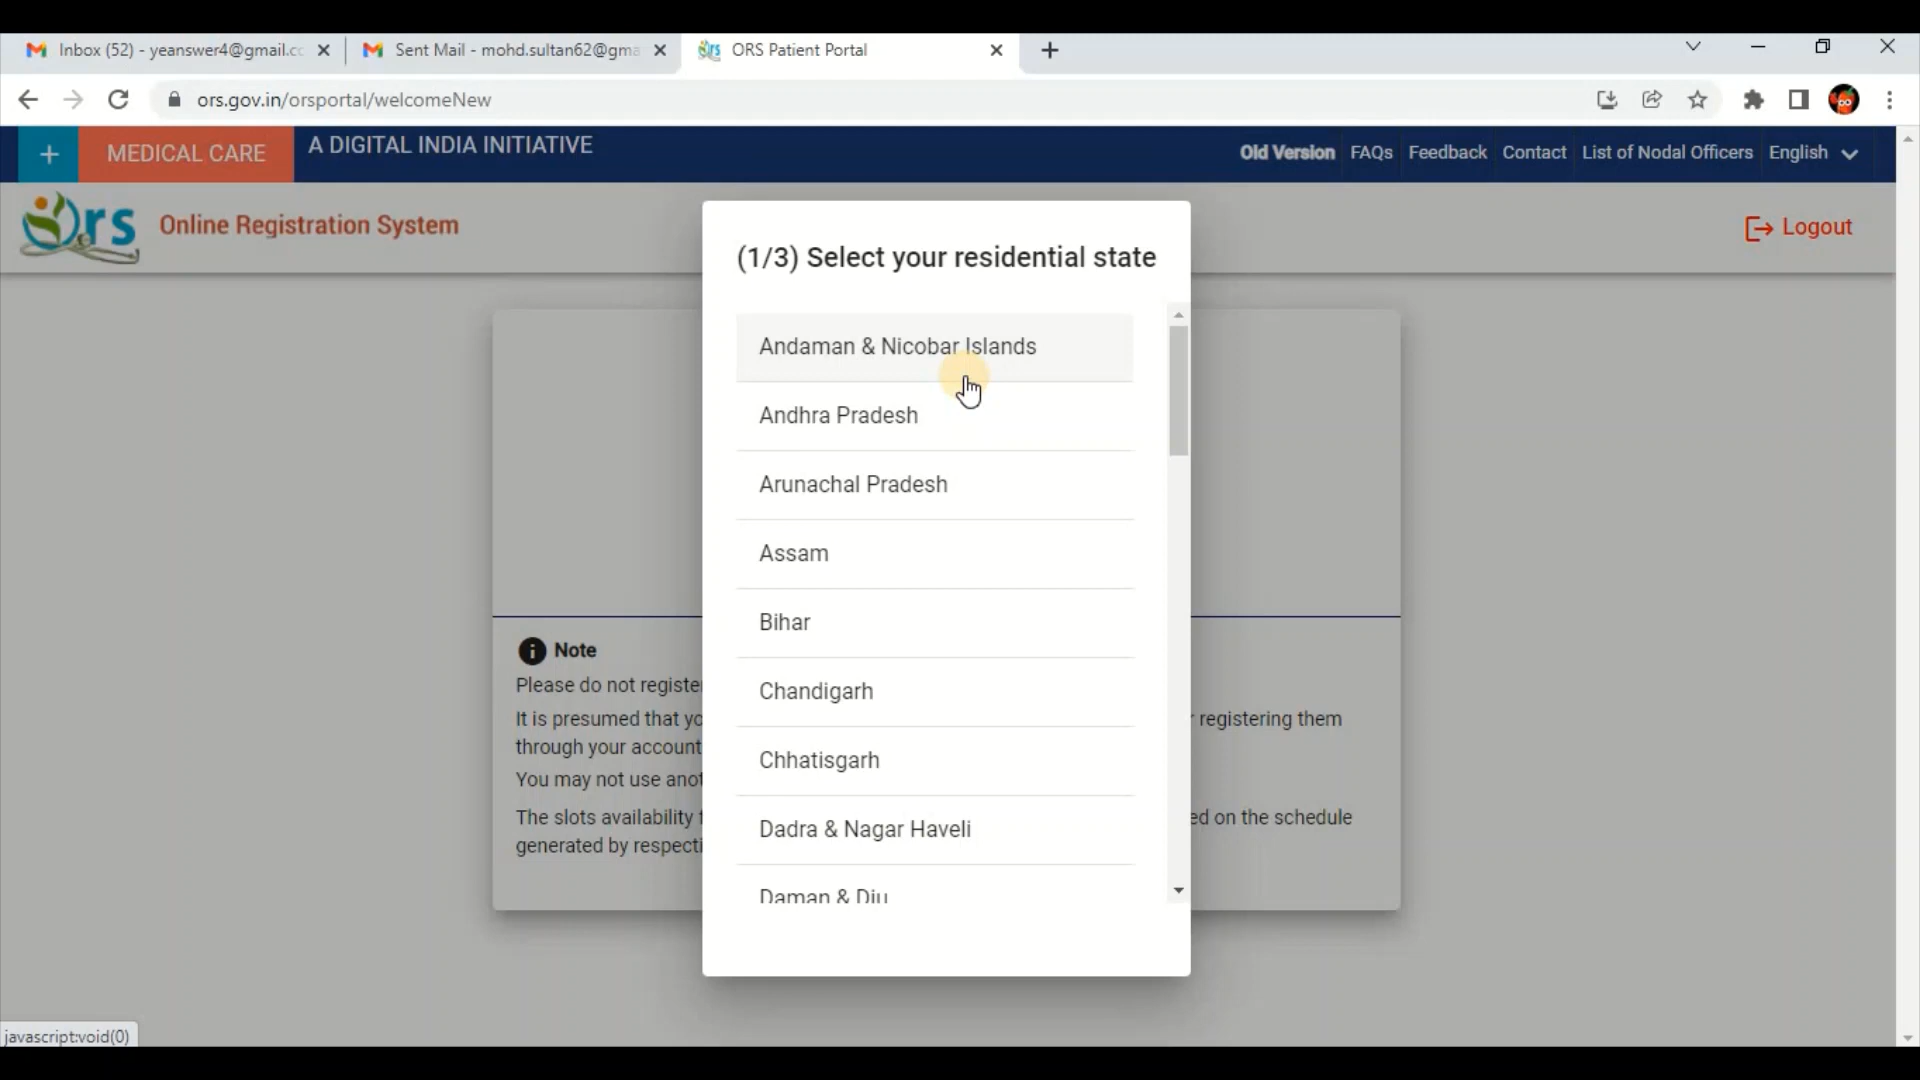 Inbox (52) - yeanswer4@gmail.cc
Sent Mail - mohd.sultan62@gma
ORS Patient Portal
ors.gov.in/orsportal/welcomeNew
MEDICAL CARE
A DIGITAL INDIA INITIATIVE
Old Version
FAQs
Feedback
Contact
List of Nodal Officers
English
Ors
Online Registration System
Logout
(1/3) Select your residential state
Andaman & Nicobar Islands
Andhra Pradesh
Arunachal Pradesh
Assam
Bihar
Chandigarh
Chhatisgarh
Dadra & Nagar Haveli
Daman & Diu
Note
Please do not register
It is presumed that yo
r registering them
through your account
You may not use anot
The slots availability f
ed on the schedule
generated by respecti
javascript:void(0)